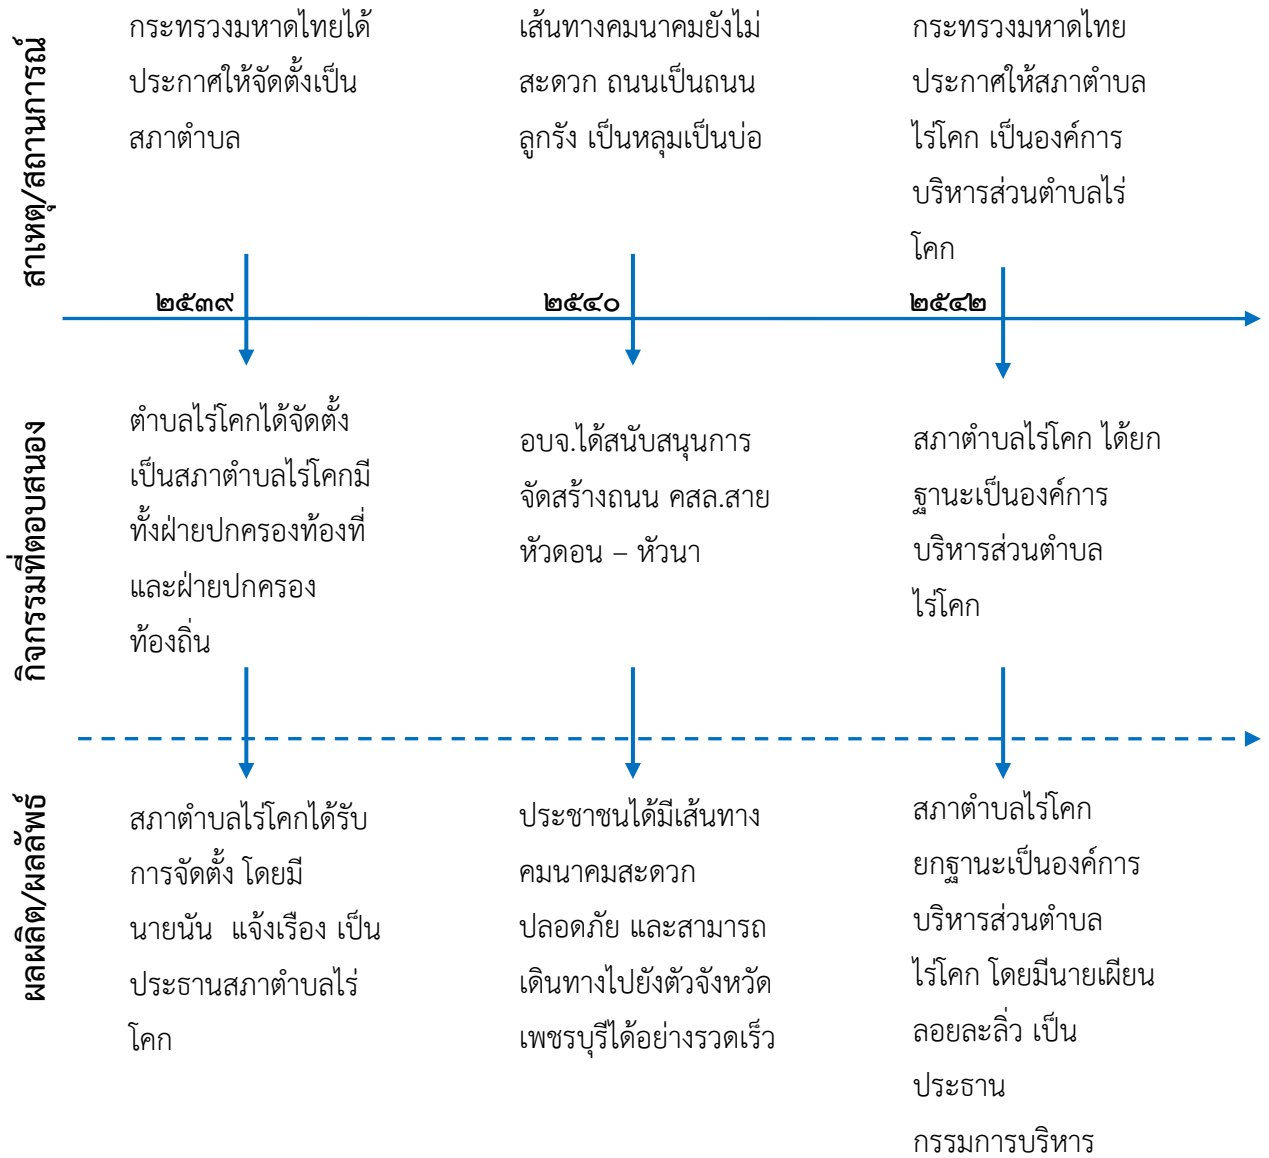 สาเหตุ/สถานการณ์
กระทรวงมหาดไทยได้
ประกาศให้จัดตั้งเป็น
สภาตำบล
เส้นทางคมนาคมยังไม่
สะดวก ถนนเป็นถนน
ลูกรัง เป็นหลุมเป็นบ่อ
กระทรวงมหาดไทย
ประกาศให้สภาตำบล
ไร่โคก เป็นองค์การ
บริหารส่วนตำบลไร่
โคก
๒๕๓๙
๒๕๔๐
๒๕๔๒
กิจกรรมที่ตอบสนอง
ตำบลไร่โคกได้จัดตั้ง
เป็นสภาตำบลไร่โคกมี
ทั้งฝ่ายปกครองท้องที่
และฝ่ายปกครอง
ท้องถิ่น
อบจ.ได้สนับสนุนการ
จัดสร้างถนน คสล.สาย
หัวดอน – หัวนา
สภาตำบลไร่โคก ได้ยก
ฐานะเป็นองค์การ
บริหารส่วนตำบล
ไร่โคก
ผลผลิต/ผลลัพธ์
สภาตำบลไร่โคกได้รับ
การจัดตั้ง โดยมี
นายนัน  แจ้งเรือง เป็น
ประธานสภาตำบลไร่
โคก
ประชาชนได้มีเส้นทาง
คมนาคมสะดวก
ปลอดภัย และสามารถ
เดินทางไปยังตัวจังหวัด
เพชรบุรีได้อย่างรวดเร็ว
สภาตำบลไร่โคก
ยกฐานะเป็นองค์การ
บริหารส่วนตำบล
ไร่โคก โดยมีนายเผียน
ลอยละลิ่ว เป็น
ประธาน
กรรมการบริหาร